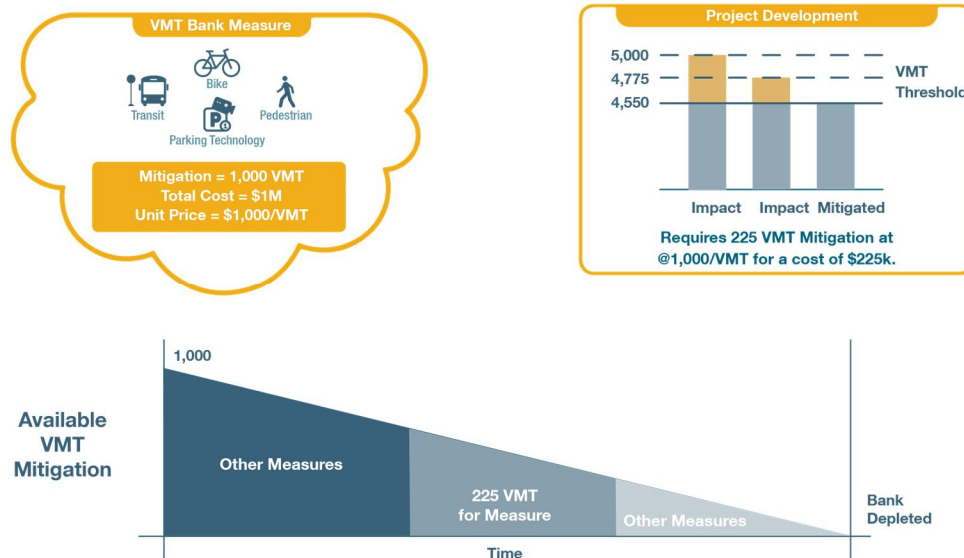 VMT Bank Measure
Bike
Transit
Pedestrian
P
Parking Technology
Mitigation = 1,000 VMT
Total Cost = $1M
Unit Price = $1,000/VMT
Project Development
5,000
4,775
4,550
VMT
Threshold
Impact Impact Mitigated
Requires 225 VMT Mitigation at
@1,000/VMT for a cost of $225k.
1,000
Available
VMT
Mitigation
Other Measures
225 VMT
for Measure
Other Measures
Bank
Depleted
Time